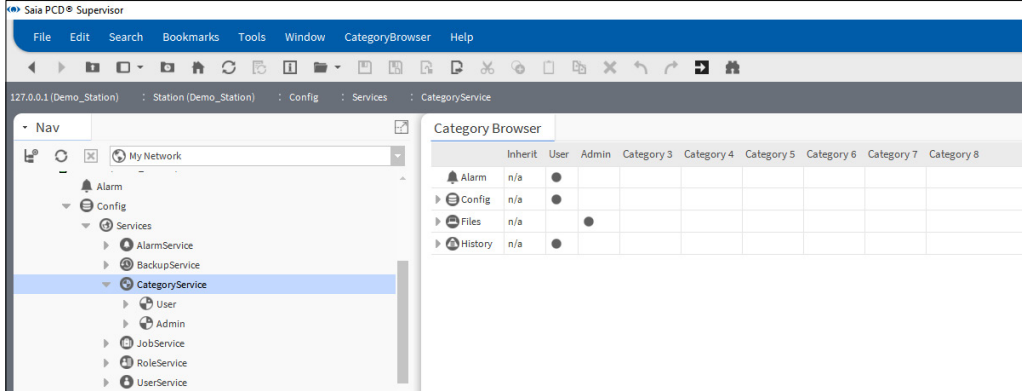 Saia PCD® Supervisor
File Edit Search Bookmarks Tools Window CategoryBrowser Help
127.0.0.1 (Demo_Station) : Station (Demo_Station) : Config : Services : CategoryService
Nav
My Network
Alarm
Config
Services
AlarmService
BackupService
CategoryService
User
Admin
JobService
RoleService
UserService
Category Browser
Inherit User Admin Category 3 Category 4 Category 5 Category 6 Category 7 Category 8
Alarm n/a
Config n/a
Files n/a
History n/a